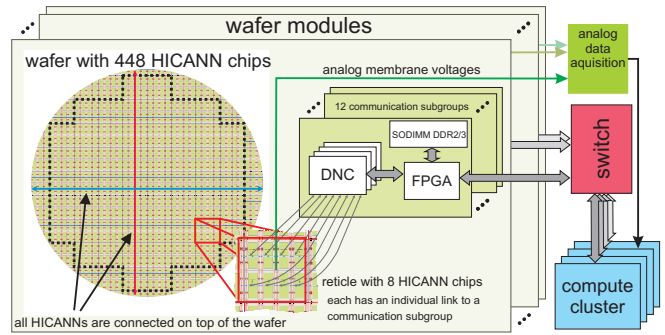 wafer modules
wafer with 448 HICANN chips
analog membrane voltages
analog
data
aquisition
12 communication subgroups
SODIMM DDR2/3
DNC
FPGA
switch
reticle with 8 HICANN chips
each has an individual link to a
communication subgroup
all HICANNs are connected on top of the wafer
compute
cluster